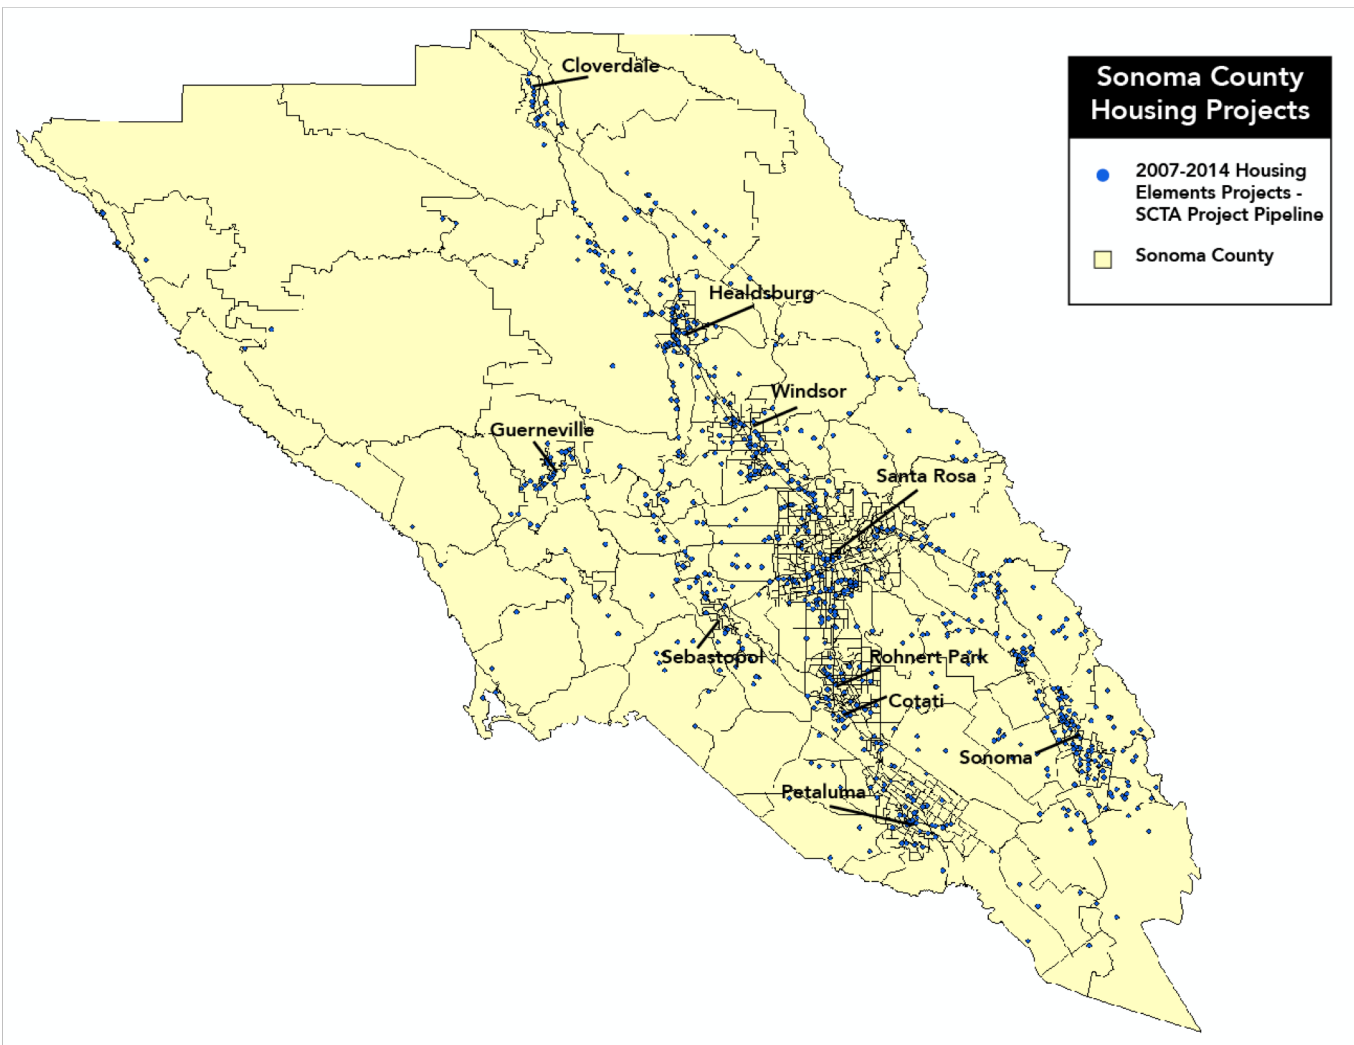 Sonoma County
Housing Projects
2007-2014 Housing
Elements Projects -
SCTA Project Pipeline
Sonoma County
Cloverdale
Healdsburg
Windsor
Guerneville
Santa Rosa
Sebastopol
Rohnert Park
Cotati
Sonoma
Petaluma